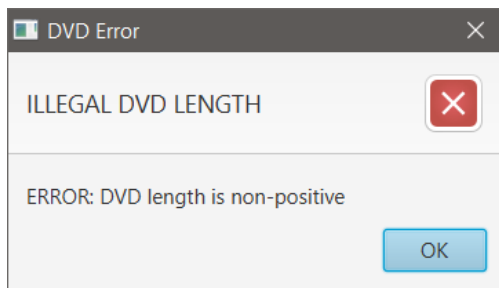 DVD Error
ILLEGAL DVD LENGTH
ERROR: DVD length is non-positive
OK